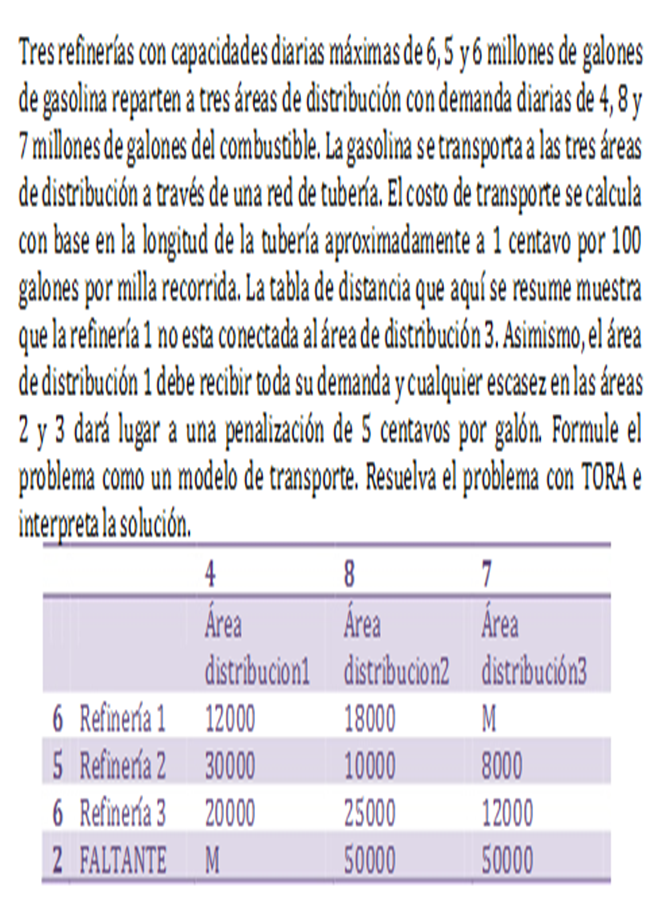 Tres refinerías con capacidades diarias máximas de 6, 5 y 6 millones de galones
de gasolina reparten a tres áreas de distribución con demanda diarias de 4, 8 y
7 millones de galones del combustible. La gasolina se transporta a las tres áreas
de distribución a través de una red de tubería. El costo de transporte se calcula
con base en la longitud de la tubería aproximadamente a 1 centavo por 100
galones por milla recorrida. La tabla de distancia que aquí se resume muestra
que la refinería 1 no esta conectada al área de distribución 3. Asimismo, el área
de distribución 1 debe recibir toda su demanda y cualquier escasez en las áreas
2 y 3 dará lugar a una penalización de 5 centavos por galón. Formule el
problema como un modelo de transporte. Resuelva el problema con TORA e
interpreta la solución.
4 8 7
Área Área Área
distribucion1 distribucion2 distribución3
6 Refinería 1 12000 18000 M
5 Refinería 2 30000 10000 8000
6 Refinería 3 20000 25000 12000
2 FALTANTE M 50000 50000